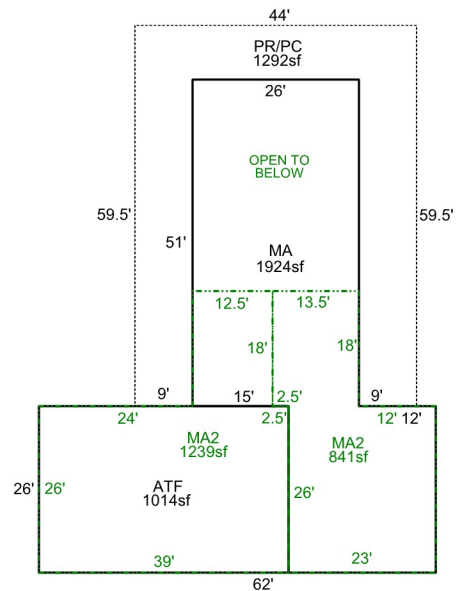 44'
PR/PC
1292sf
26'
OPEN TO
BELOW
59.5'
59.5'
51'
MA
1924sf
12.5'
13.5'
18'
18'
9'
15'
2.5'
9'
24'
2.5'
12'
12'
MA2
1239sf
MA2
841sf
26'
26'
ATF
1014sf
26'
39'
23'
62'